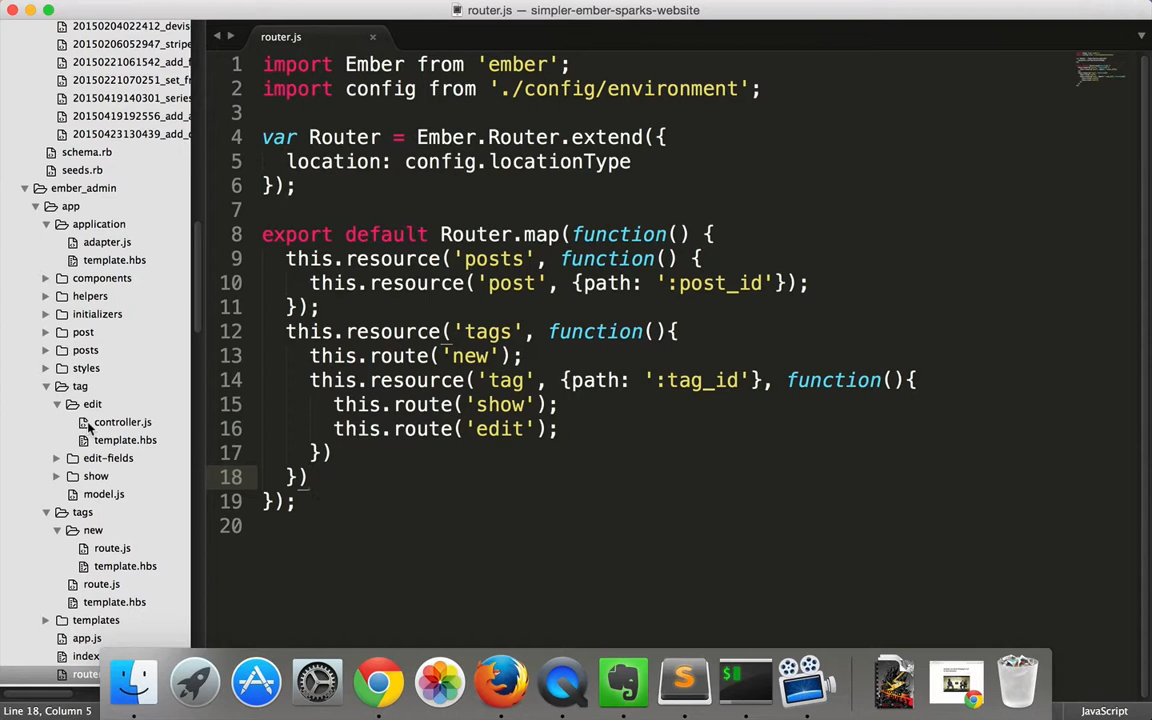 router.js — simpler-ember-sparks-website
20150204022412_devis
20150206052947_stripe
20150221061542_add_f
20150221070251_set_fr
20150419140301_series
20150419192556_add_a
20150423130439_add_d
schema.rb
seeds.rb
ember_admin
app
application
adapter.js
template.hbs
components
helpers
initializers
post
posts
styles
tag
edit
controller.js
template.hbs
edit-fields
show
model.js
tags
new
route.js
template.hbs
route.js
template.hbs
templates
app.js
index
router
router.js
1 import Ember from 'ember';
2 import config from './config/environment';
3
4 var Router = Ember.Router.extend({
5 location: config.locationType
6 });
7
8 export default Router.map(function() {
9 this.resource('posts', function() {
10 this.resource('post', {path: ':post_id'});
11 });
12 this.resource('tags', function(){
13 this.route('new');
14 this.resource('tag', {path: ':tag_id'}, function(){
15 this.route('show');
16 this.route('edit');
17 })
18 })
19 });
20
Line 18, Column 5
JavaScript